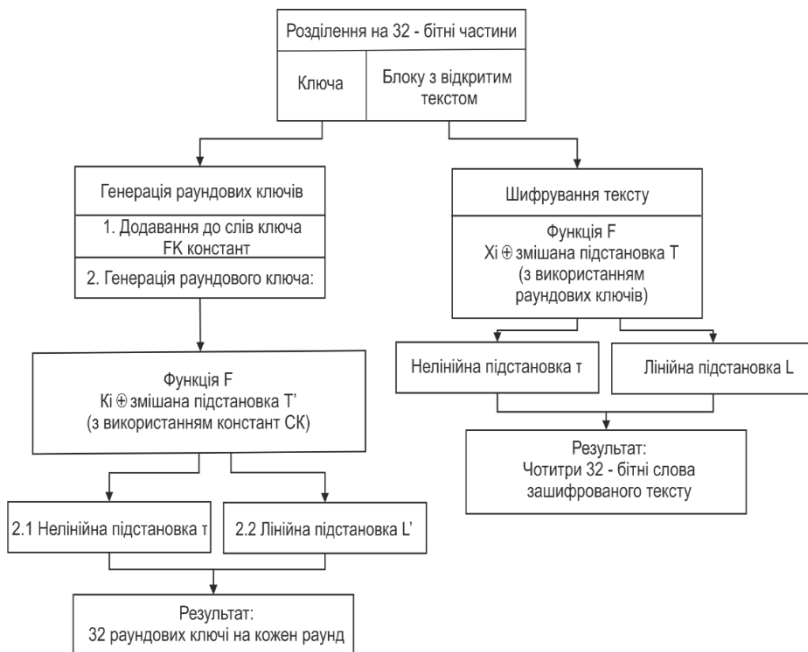 Розділення на 32 - бітні частини
Ключа
Блоку з відкритим
текстом
Генерація раундових ключів
1. Додавання до слів ключа
FK констант
2. Генерація раундового ключа:
Функція F
Кі ⊕ змішана підстановка T'
(з використанням констант СК)
2.1 Нелінійна підстановка τ
2.2 Лінійна підстановка L'
Результат:
32 раундових ключі на кожен раунд
Шифрування тексту
Функція F
Хі ⊕ змішана підстановка T
(з використанням
раундових ключів)
Нелінійна підстановка τ
Лінійна підстановка L
Результат:
Чотитри 32 - бітні слова
зашифрованого тексту